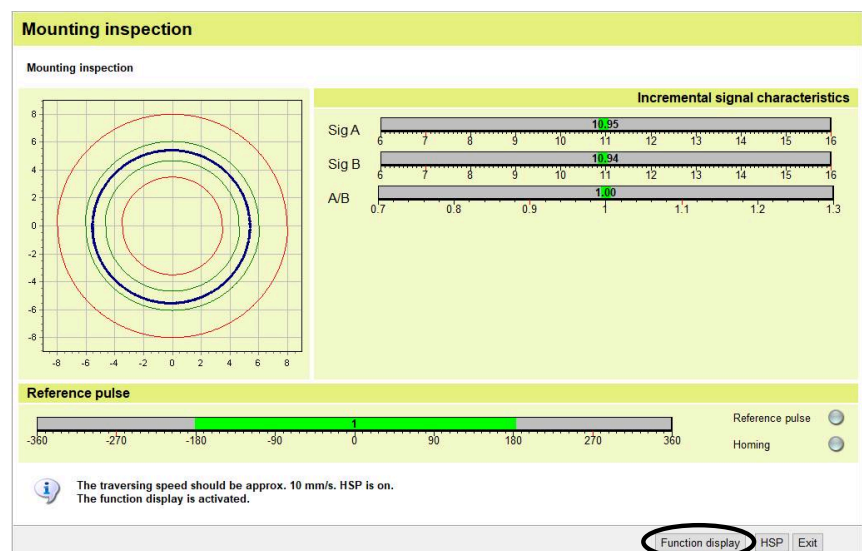 Mounting inspection
Mounting inspection
8
6
4
2
0
-2
-4
-6
-8
-8 -6 -4 -2 0 2 4 6 8
Incremental signal characteristics
Sig A
10.95
6 7 8 9 10 11 12 13 14 15 16
Sig B
10.94
6 7 8 9 10 11 12 13 14 15 16
A/B
1.00
0.7 0.8 0.9 1 1.1 1.2 1.3
Reference pulse
1
-360 -270 -180 -90 0 90 180 270 360
Reference pulse
Homing
The traversing speed should be approx. 10 mm/s. HSP is on.
The function display is activated.
Function display HSP Exit